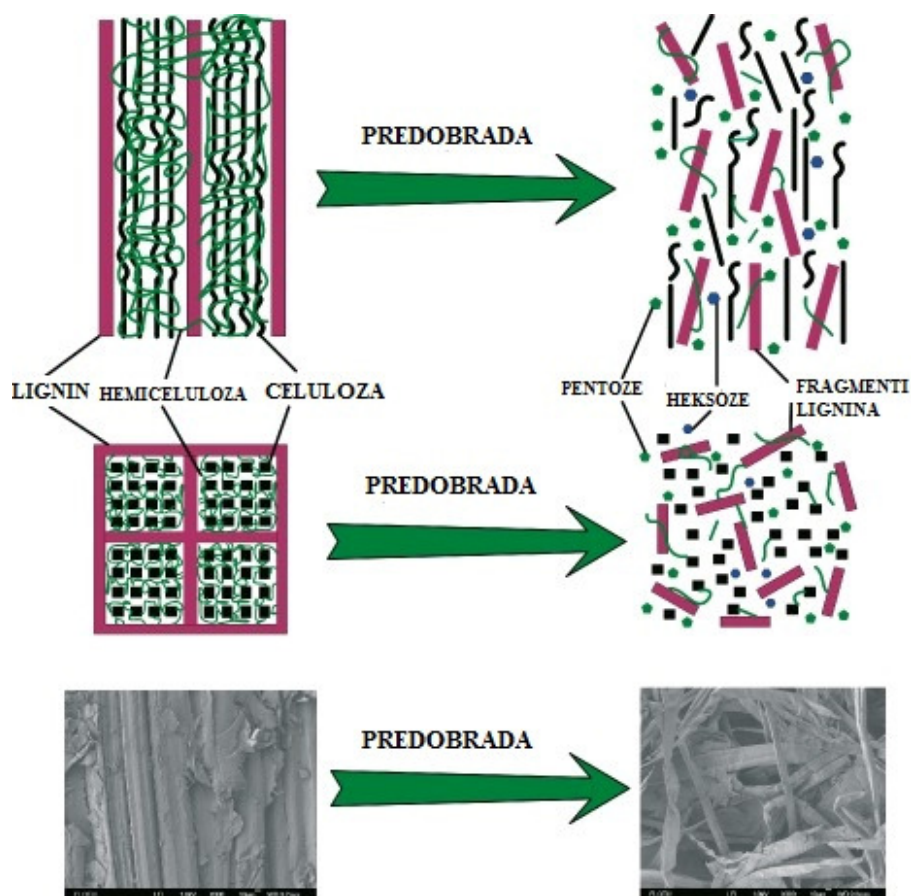 PREDOBRADA
LIGNIN HEMICELULOZA CELULOZA
PENTOZE HEKSOZE FRAGMENTI
LIGNINA
PREDOBRADA
PREDOBRADA